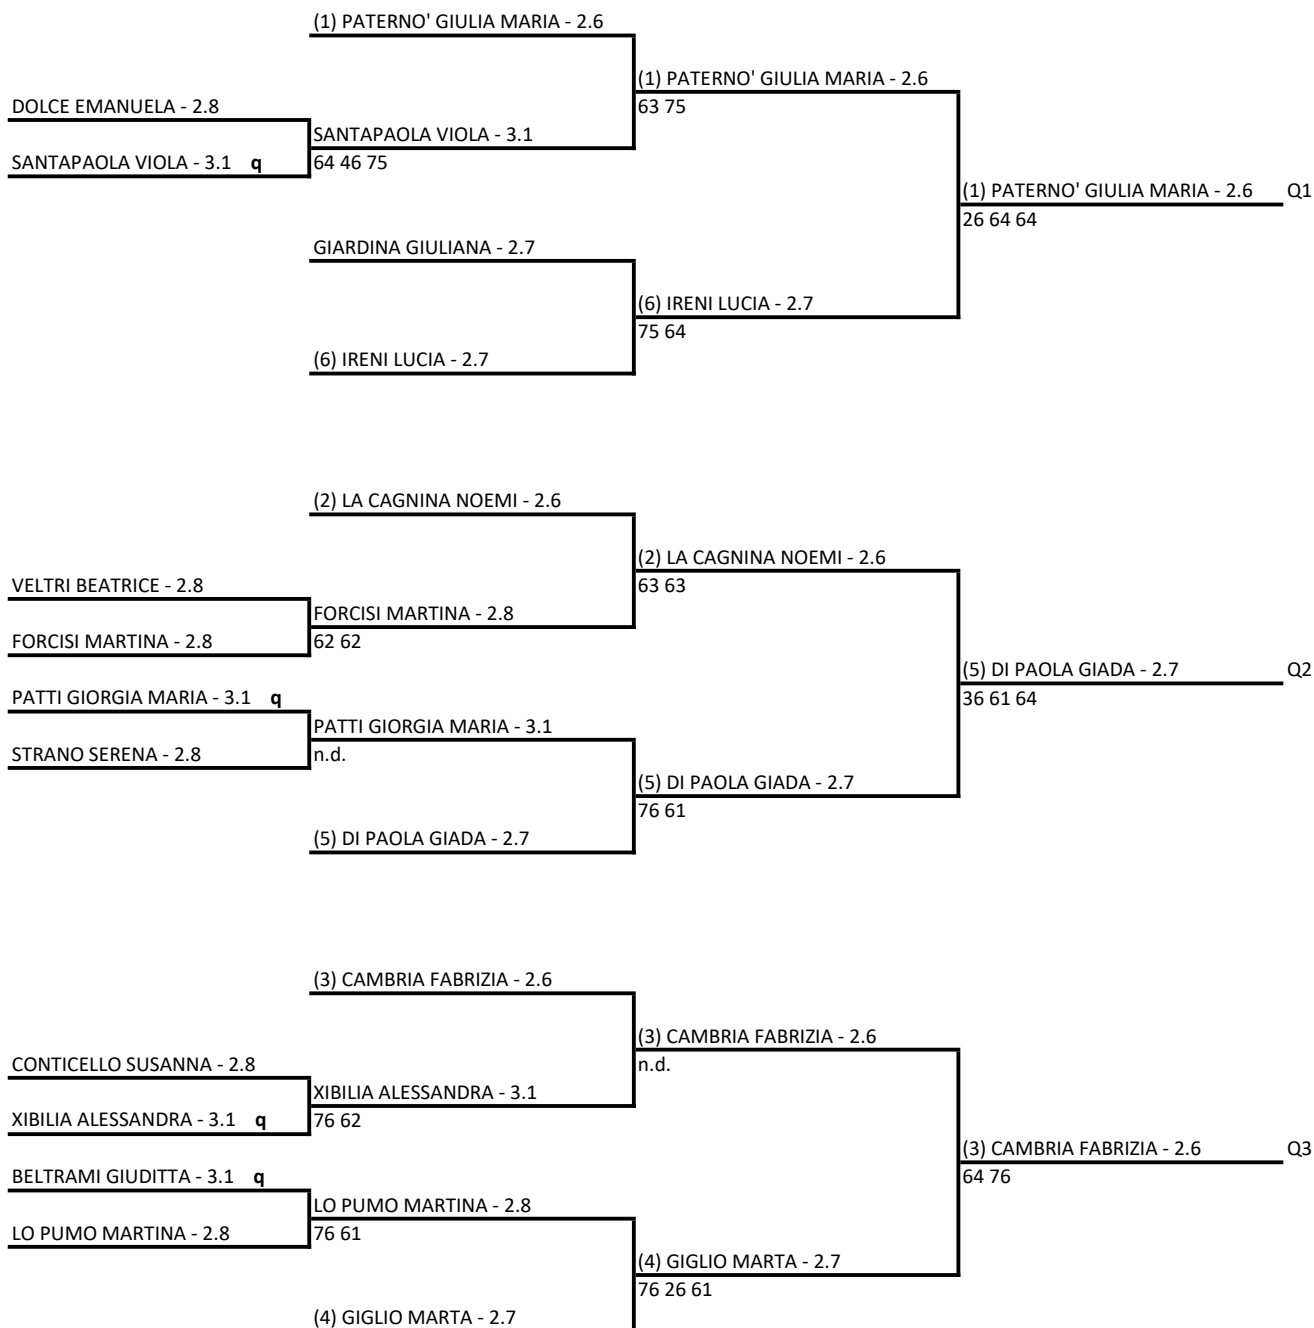 (1) PATERNO' GIULIA MARIA - 2.6
(1) PATERNO' GIULIA MARIA - 2.6
DOLCE EMANUELA - 2.8
63 75
SANTAPAOLA VIOLA - 3.1
SANTAPAOLA VIOLA - 3.1 q
64 46 75
(1) PATERNO' GIULIA MARIA - 2.6 Q1
26 64 64
GIARDINA GIULIANA - 2.7
(6) IRENI LUCIA - 2.7
75 64
(6) IRENI LUCIA - 2.7
(2) LA CAGNINA NOEMI - 2.6
(2) LA CAGNINA NOEMI - 2.6
VELTRI BEATRICE - 2.8
63 63
FORCISI MARTINA - 2.8
FORCISI MARTINA - 2.8
62 62
(5) DI PAOLA GIADA - 2.7 Q2
PATTI GIORGIA MARIA - 3.1 q
36 61 64
PATTI GIORGIA MARIA - 3.1
STRANO SERENA - 2.8
n.d.
(5) DI PAOLA GIADA - 2.7
76 61
(5) DI PAOLA GIADA - 2.7
(3) CAMBRIA FABRIZIA - 2.6
(3) CAMBRIA FABRIZIA - 2.6
CONTICELLO SUSANNA - 2.8
n.d.
XIBILIA ALESSANDRA - 3.1
XIBILIA ALESSANDRA - 3.1 q
76 62
(3) CAMBRIA FABRIZIA - 2.6 Q3
BELTRAMI GIUDITTA - 3.1 q
64 76
LO PUMO MARTINA - 2.8
LO PUMO MARTINA - 2.8
76 61
(4) GIGLIO MARTA - 2.7
76 26 61
(4) GIGLIO MARTA - 2.7